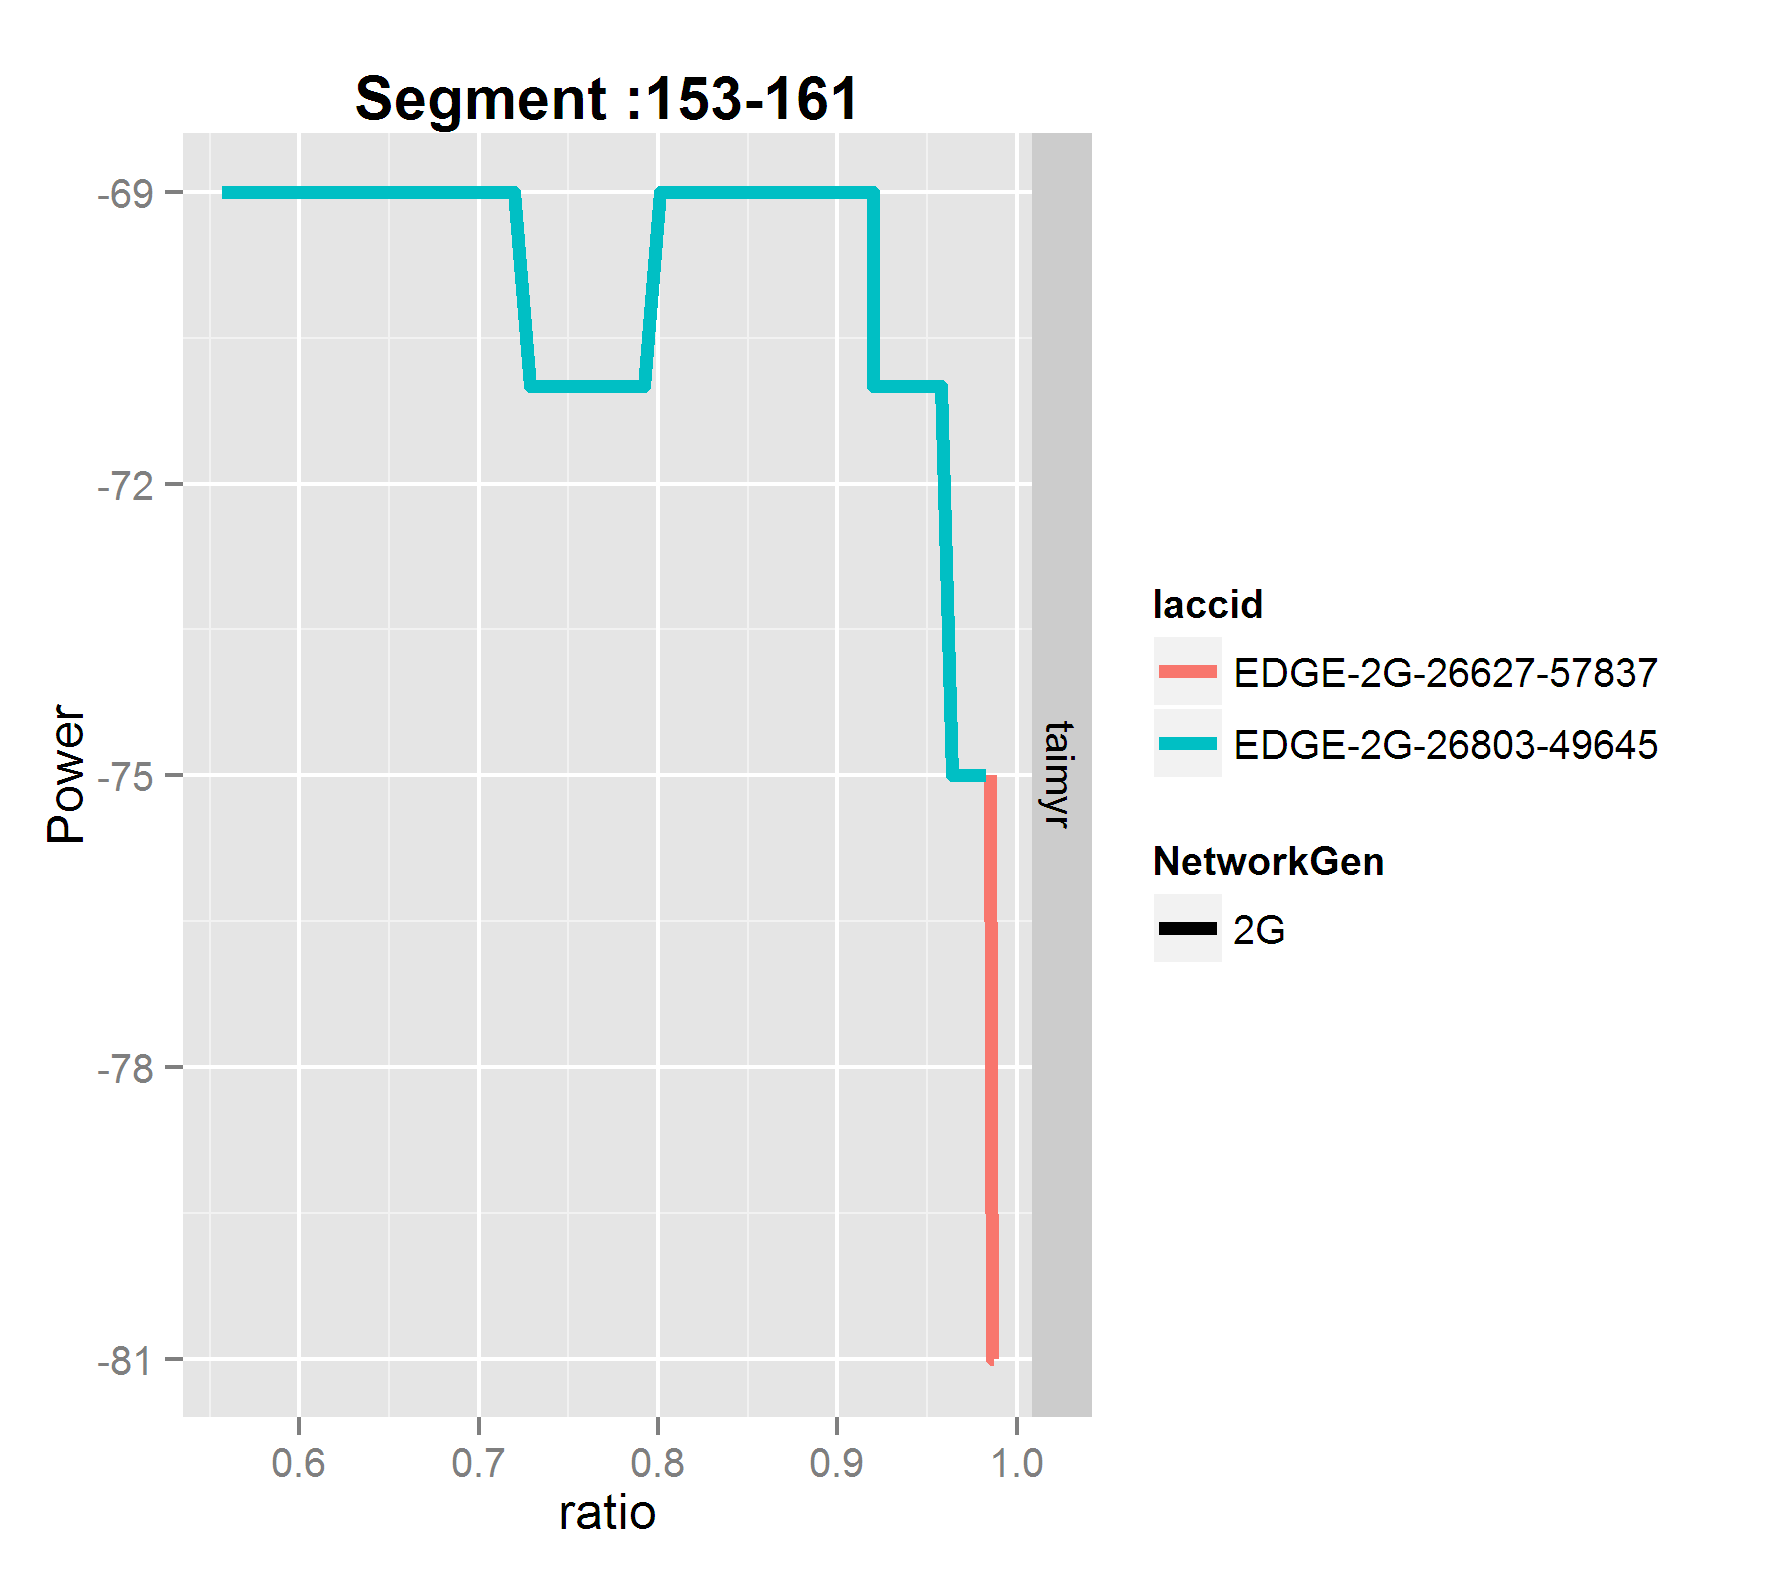 Segment :153-161
-69
-72
-75
-78
-81
Power
0.6 0.7 0.8 0.9 1.0
ratio
taimyr
laccid
EDGE-2G-26627-57837
EDGE-2G-26803-49645
NetworkGen
2G